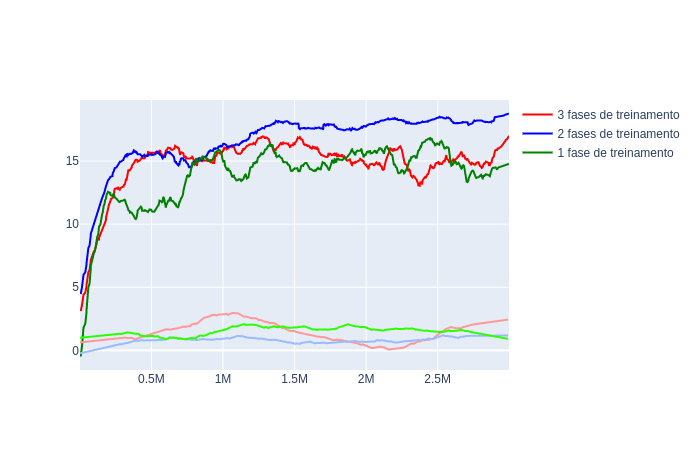 3 fases de treinamento
2 fases de treinamento
1 fase de treinamento
15
10
5
0
0.5M
1M
1.5M
2M
2.5M